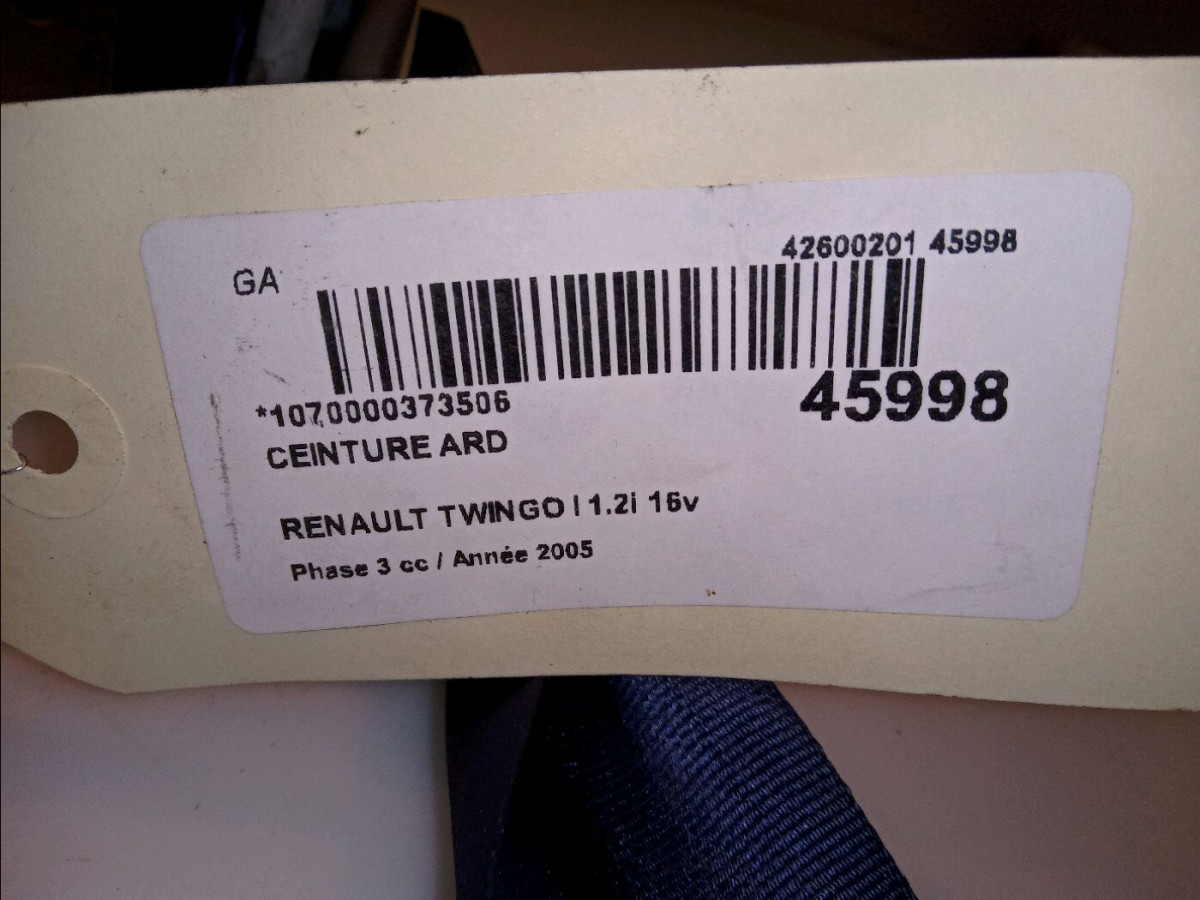 42600201 45998
GA
45998
*1070000373506
CEINTURE ARD
RENAULT TWINGO I 1.2i 16v
Phase 3 cc / Année 2005